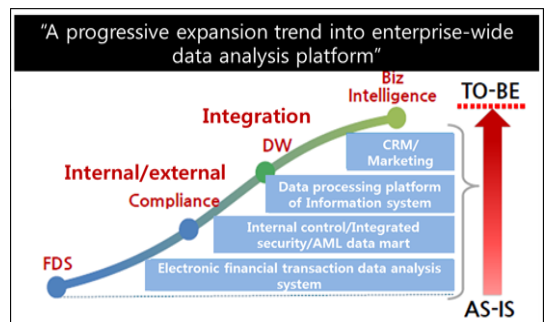 “A progressive expansion trend into enterprise-wide
data analysis platform”
Biz
Intelligence
TO-BE
Integration
DW
CRM/
Marketing
Internal/external
Compliance
Data processing platform
of Information system
Internal control/Integrated
security/AML data mart
FDS
Electronic financial transaction data analysis
system
AS-IS